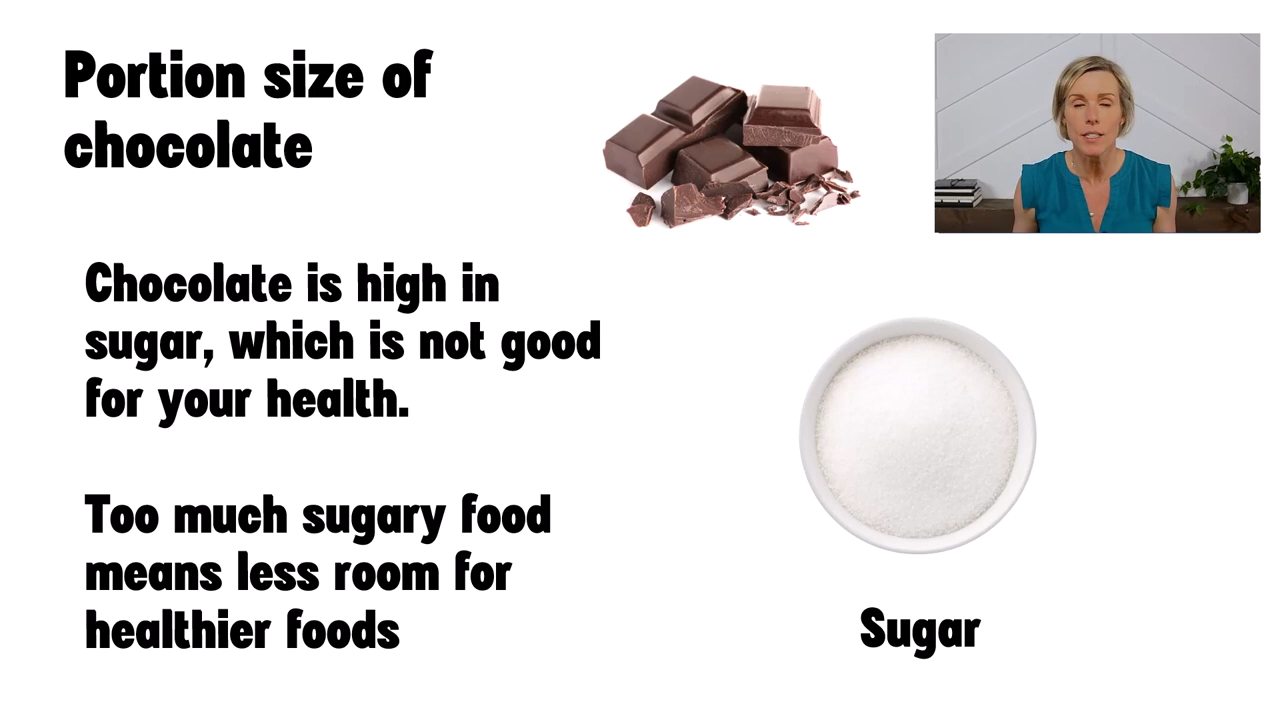 Portion size of
chocolate
Chocolate is high in
sugar, which is not good
for your health.
Too much sugary food
means less room for
healthier foods
Sugar